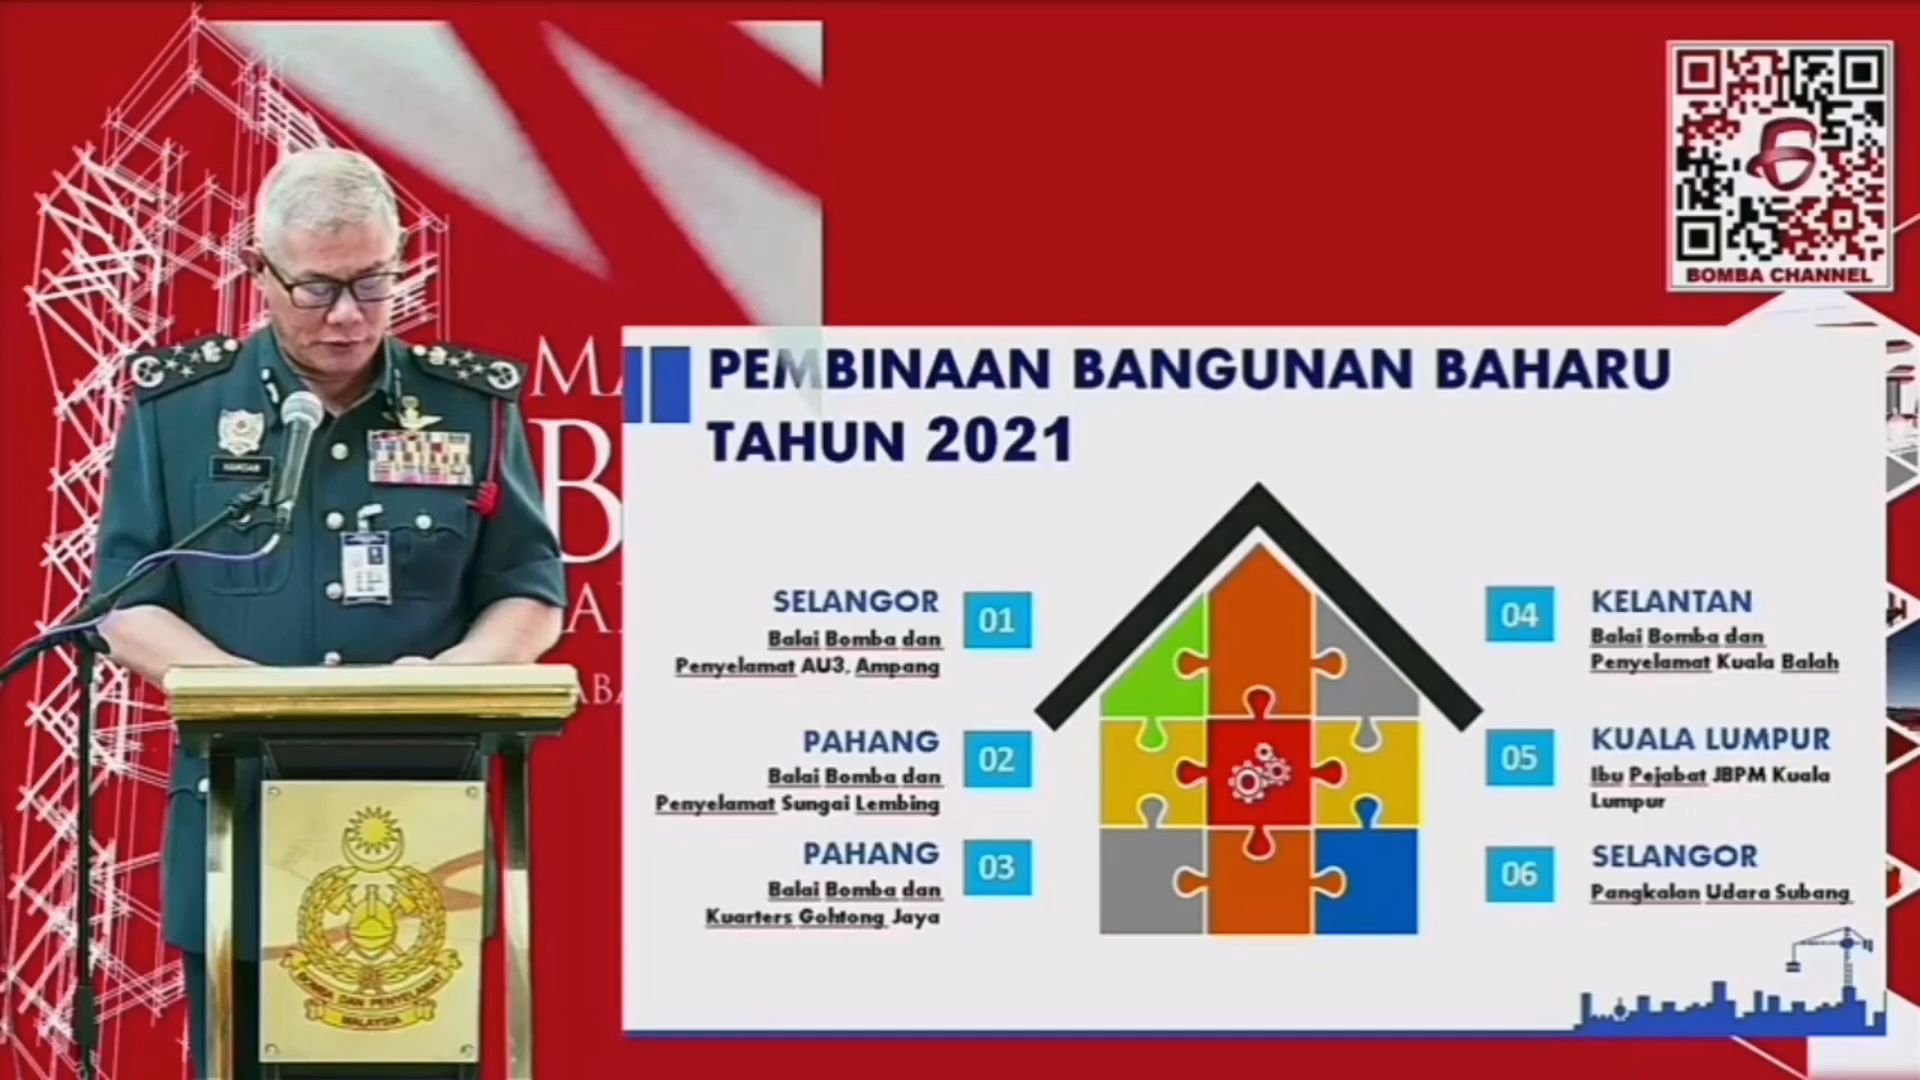 BOMBA CHANNEL
PEMBINAAN BANGUNAN BAHARU
TAHUN 2021
SELANGOR
01
Balai Bomba dan
Penyelamat AU3, Ampang
PAHANG
02
Balai Bomba dan
Penyelamat Sungai Lembing
PAHANG
03
Balai Bomba dan
Kuarters Gohtong Jaya
04
KELANTAN
Balai Bomba dan
Penyelamat Kuala Balah
05
KUALA LUMPUR
Ibu Pejabat JBPM Kuala
Lumpur
06
SELANGOR
Pangkalan Udara Subang
HAMDAN
BOMBA DAN PENYELAMAT
MALAYSIA